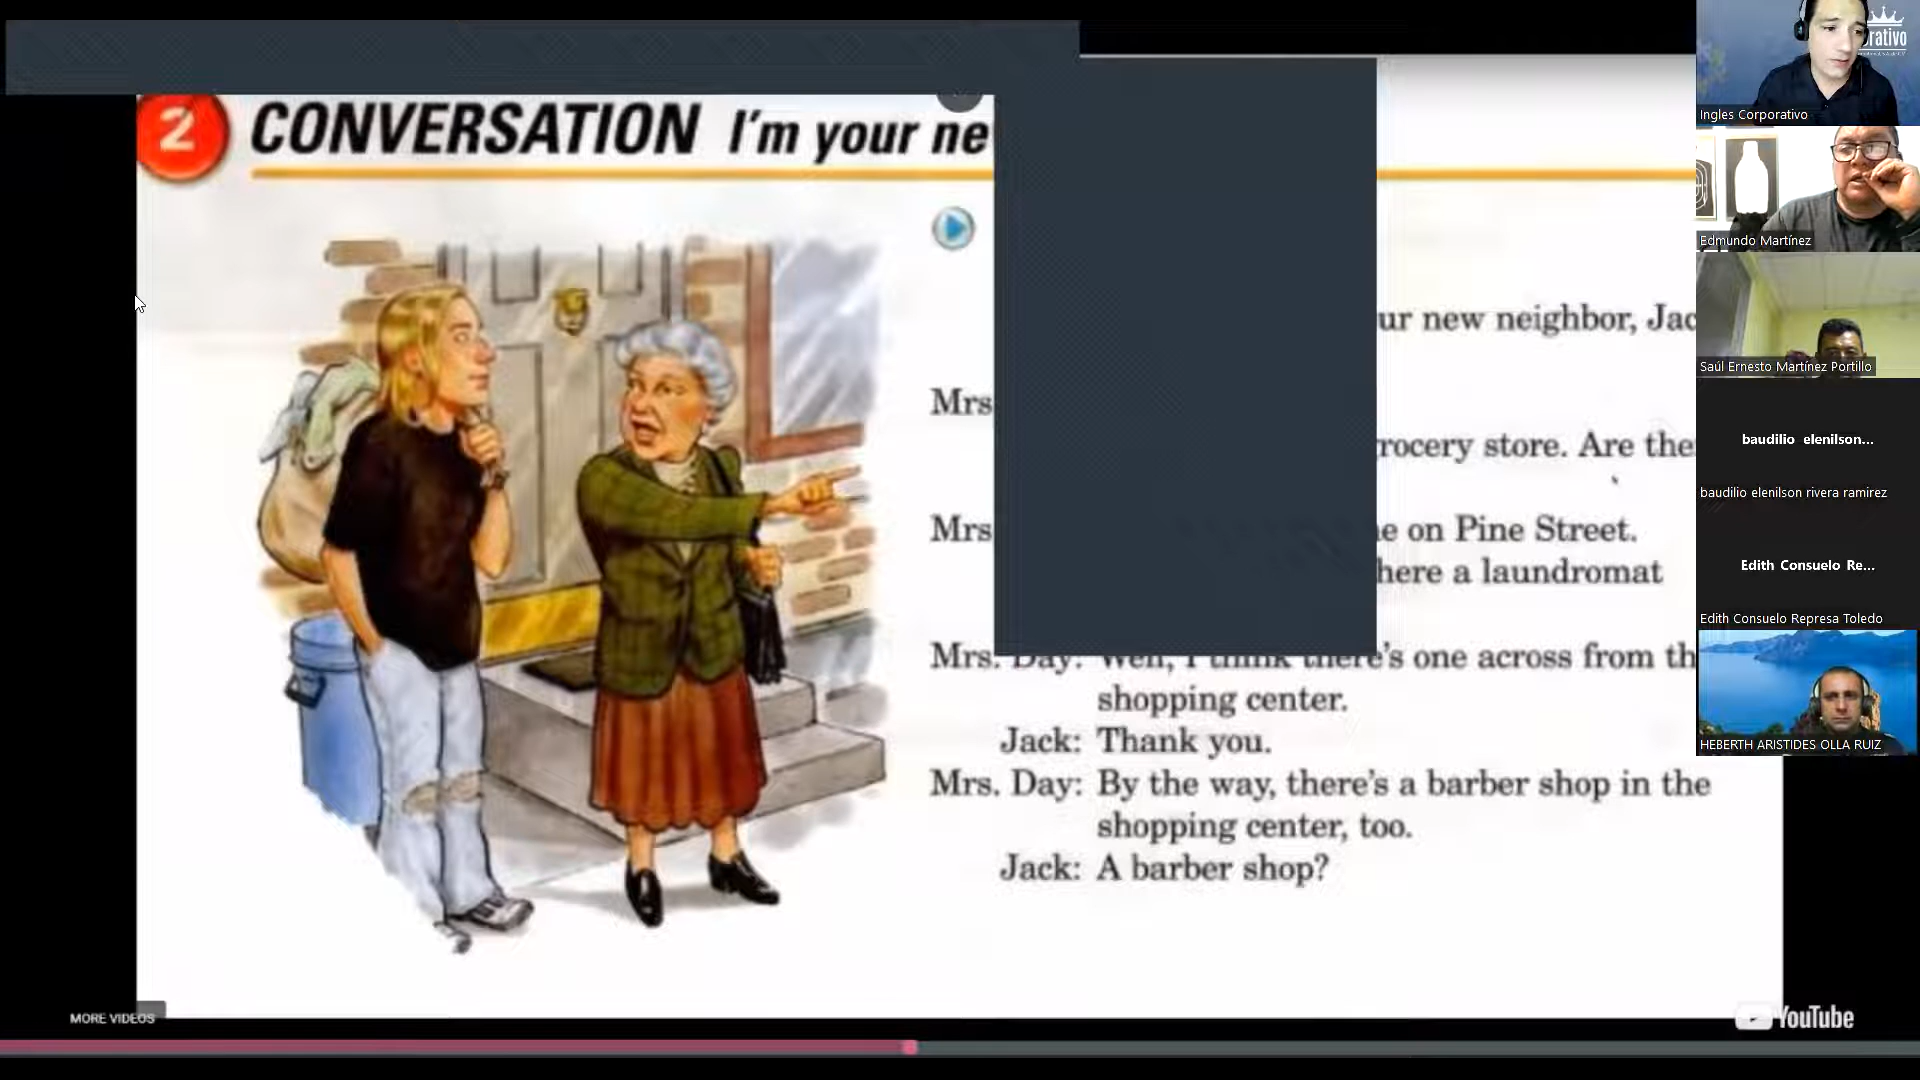 2 CONVERSATION I'm your ne
ur new neighbor, Jac
Mrs
rocery store. Are the
Mrs
e on Pine Street.
here a laundromat
Mrs. Day: Well, I think there's one across from th
shopping center.
Jack: Thank you.
Mrs. Day: By the way, there's a barber shop in the
shopping center, too.
Jack: A barber shop?
MORE VIDEOS
YouTube
rativo
Ingles Corporativo
Edmundo Martínez
Saúl Ernesto Martínez Portillo
baudilio elenilson...
baudilio elenilson rivera ramirez
Edith Consuelo Re...
Edith Consuelo Represa Toledo
HEBERTH ARISTIDES OLLA RUIZ